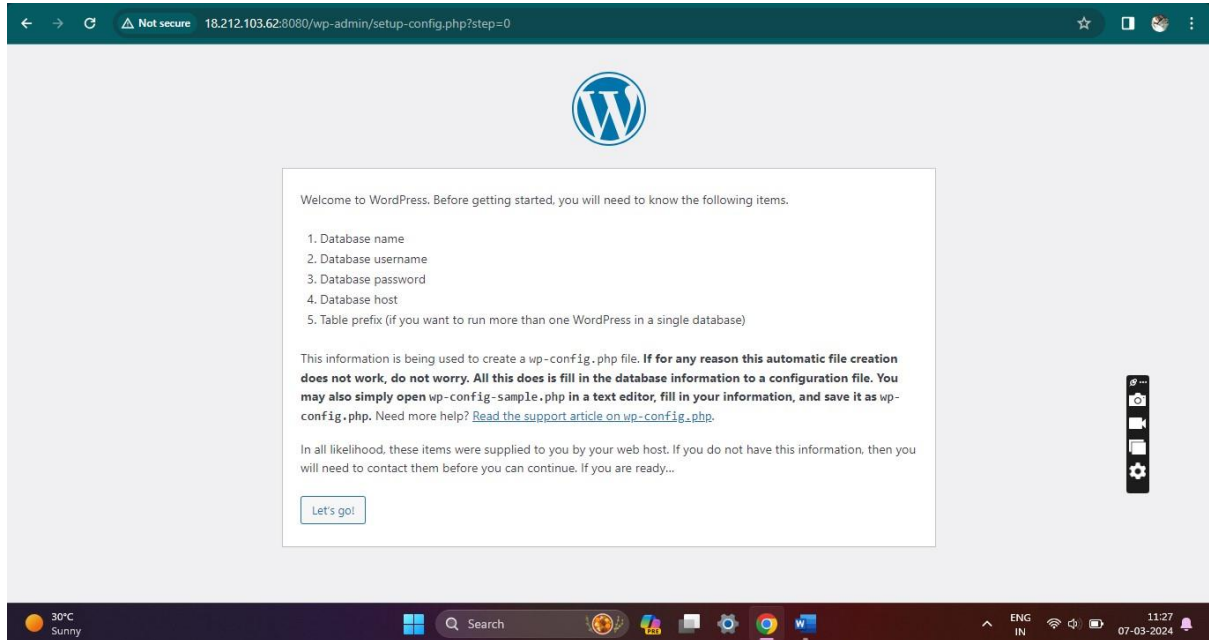 Not secure 18.212.103.62:8080/wp-admin/setup-config.php?step=0
W
Welcome to WordPress. Before getting started, you will need to know the following items.
1. Database name
2. Database username
3. Database password
4. Database host
5. Table prefix (if you want to run more than one WordPress in a single database)
This information is being used to create a wp-config.php file. If for any reason this automatic file creation
does not work, do not worry. All this does is fill in the database information to a configuration file. You
may also simply open wp-config-sample.php in a text editor, fill in your information, and save it as wp-
config.php. Need more help? Read the support article on wp-config.php.
In all likelihood, these items were supplied to you by your web host. If you do not have this information, then you
will need to contact them before you can continue. If you are ready...
Let's go!
30°C
Sunny
Search
PRE
W
ENG
IN
11:27
07-03-2024